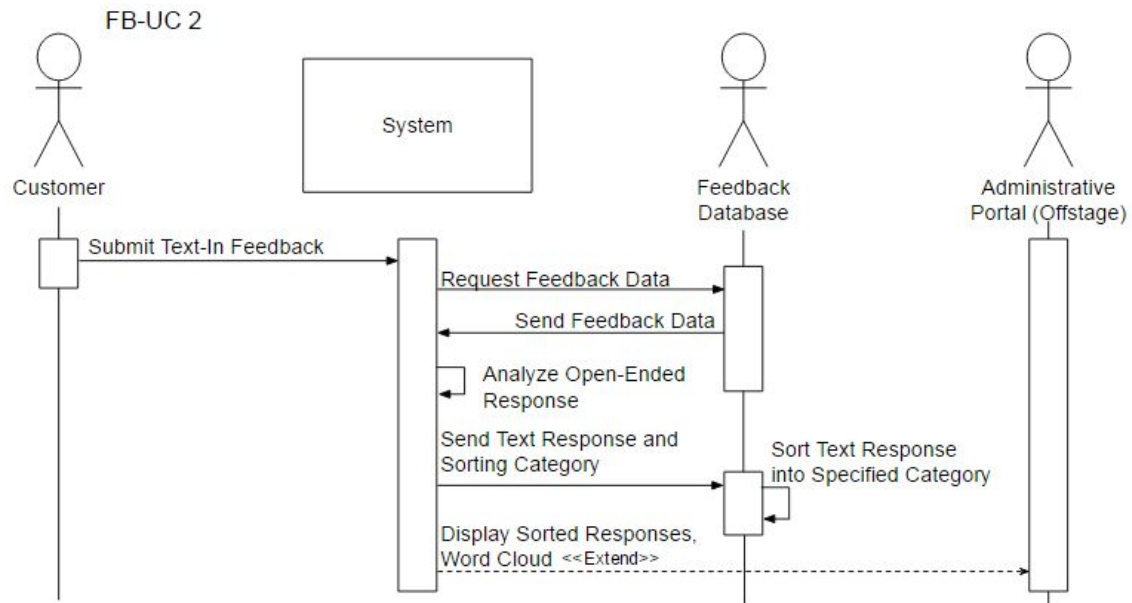 FB-UC 2
System
Customer
Feedback
Database
Administrative
Portal (Offstage)
Submit Text-In Feedback
Request Feedback Data
Send Feedback Data
Analyze Open-Ended
Response
Send Text Response and
Sorting Category
Sort Text Response
into Specified Category
Display Sorted Responses,
Word Cloud <<Extend>>